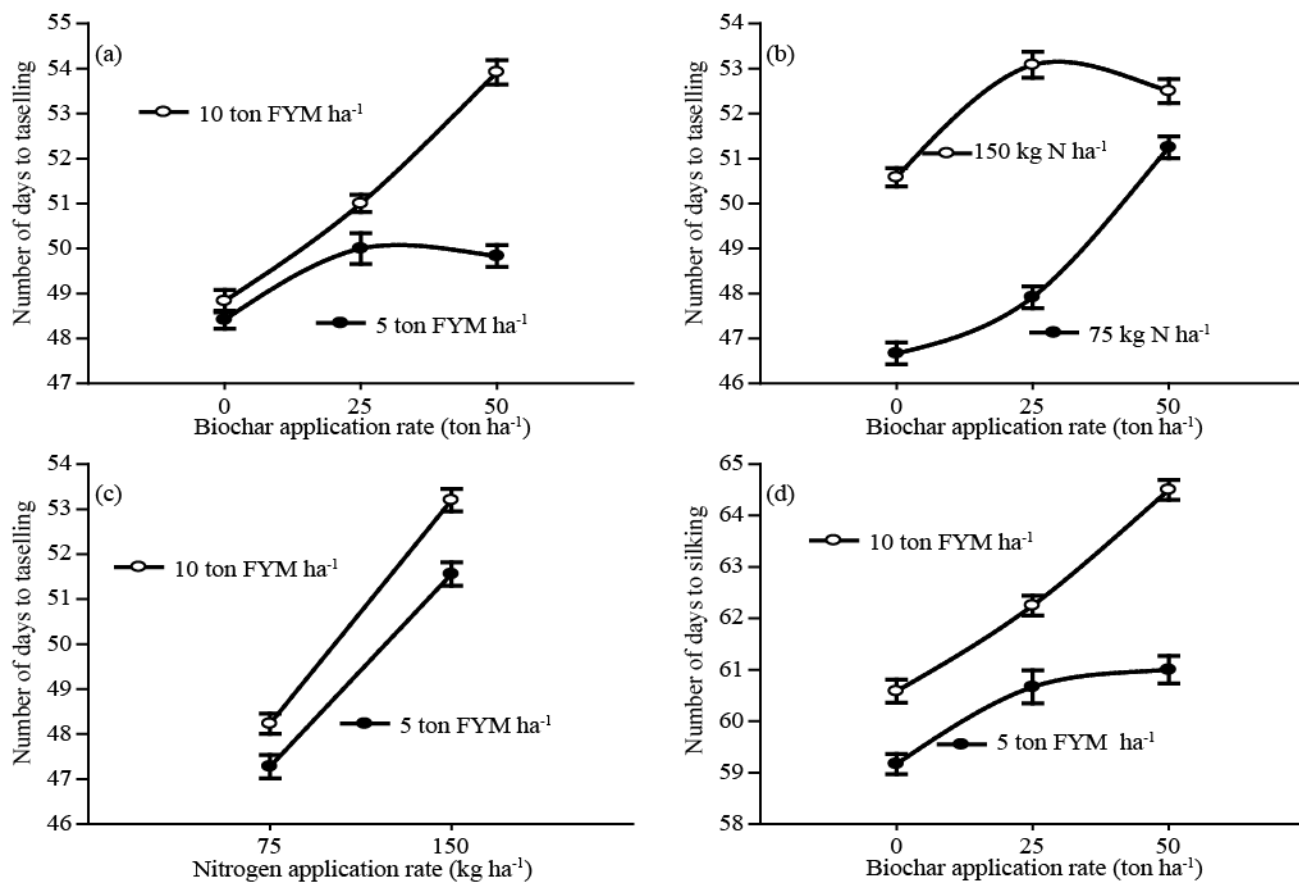 (a)
Number of days to taselling
55
54
53
52
51
50
49
48
47
10 ton FYM ha⁻¹
5 ton FYM ha⁻¹
0 25 50
Biochar application rate (ton ha⁻¹)
(b)
Number of days to taselling
54
53
52
51
50
49
48
47
46
150 kg N ha⁻¹
75 kg N ha⁻¹
0 25 50
Biochar application rate (ton ha⁻¹)
(c)
Number of days to taselling
54
53
52
51
50
49
48
47
46
10 ton FYM ha⁻¹
5 ton FYM ha⁻¹
75 150
Nitrogen application rate (kg ha⁻¹)
(d)
Number of days to silking
65
64
63
62
61
60
59
58
10 ton FYM ha⁻¹
5 ton FYM ha⁻¹
0 25 50
Biochar application rate (ton ha⁻¹)